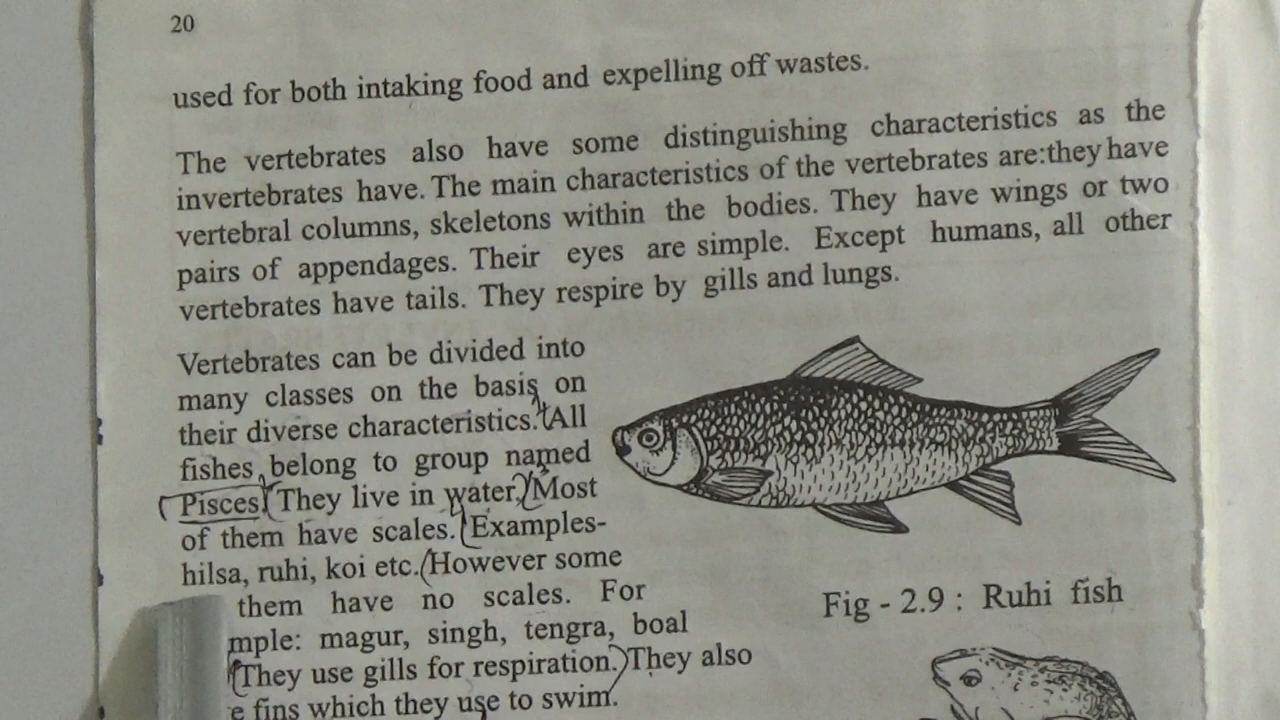 20
used for both intaking food and expelling off wastes.
The vertebrates also have some distinguishing characteristics as the
invertebrates have. The main characteristics of the vertebrates are:they have
vertebral columns, skeletons within the bodies. They have wings or two
pairs of appendages. Their eyes are simple. Except humans, all other
vertebrates have tails. They respire by gills and lungs.
Vertebrates can be divided into
many classes on the basis on
their diverse characteristics. All
fishes belong to group named
Pisces. They live in water. Most
of them have scales. Examples-
hilsa, ruhi, koi etc. However some
them have no scales. For
mple: magur, singh, tengra, boal
They use gills for respiration. They also
e fins which they use to swim.
Fig - 2.9 : Ruhi fish